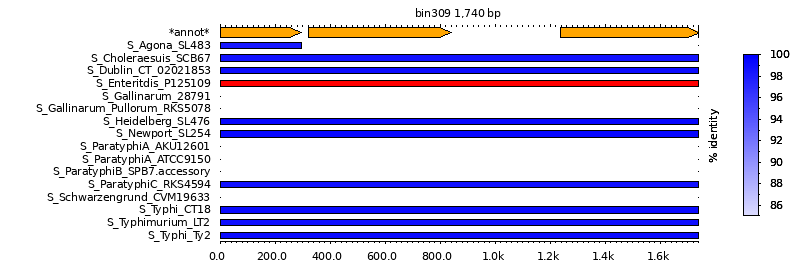 bin309 1,740 bp
*annot*
S_Agona_SL483
S_Choleraesuis_SCB67
S_Dublin_CT_02021853
S_Enteritdis_P125109
S_Gallinarum_28791
S_Gallinarum_Pullorum_RKS5078
S_Heidelberg_SL476
S_Newport_SL254
S_ParatyphiA_AKU12601
S_ParatyphiA_ATCC9150
S_ParatyphiB_SPB7.accessory
S_ParatyphiC_RKS4594
S_Schwarzengrund_CVM19633
S_Typhi_CT18
S_Typhimurium_LT2
S_Typhi_Ty2
0.0 200.0 400.0 600.0 800.0 1.0k 1.2k 1.4k 1.6k
% identity
100
98
96
94
92
90
88
86